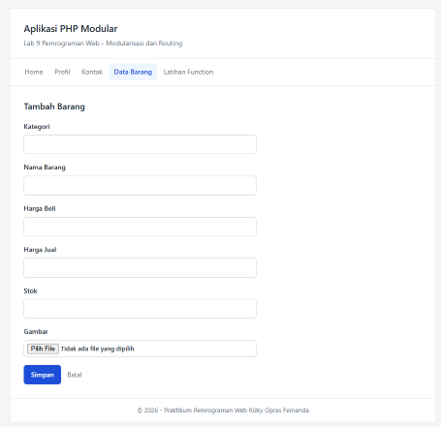 Aplikasi PHP Modular
Lab 9 Pemrograman Web - Modularisasi dan Routing
Home Profil Kontak Data Barang Latihan Function
Tambah Barang
Kategori
Nama Barang
Harga Beli
Harga Jual
Stok
Gambar
Pilih File Tidak ada file yang dipilih
Simpan Batal
© 2026 - Praktikum Pemrograman Web Rizky Opras Fernanda